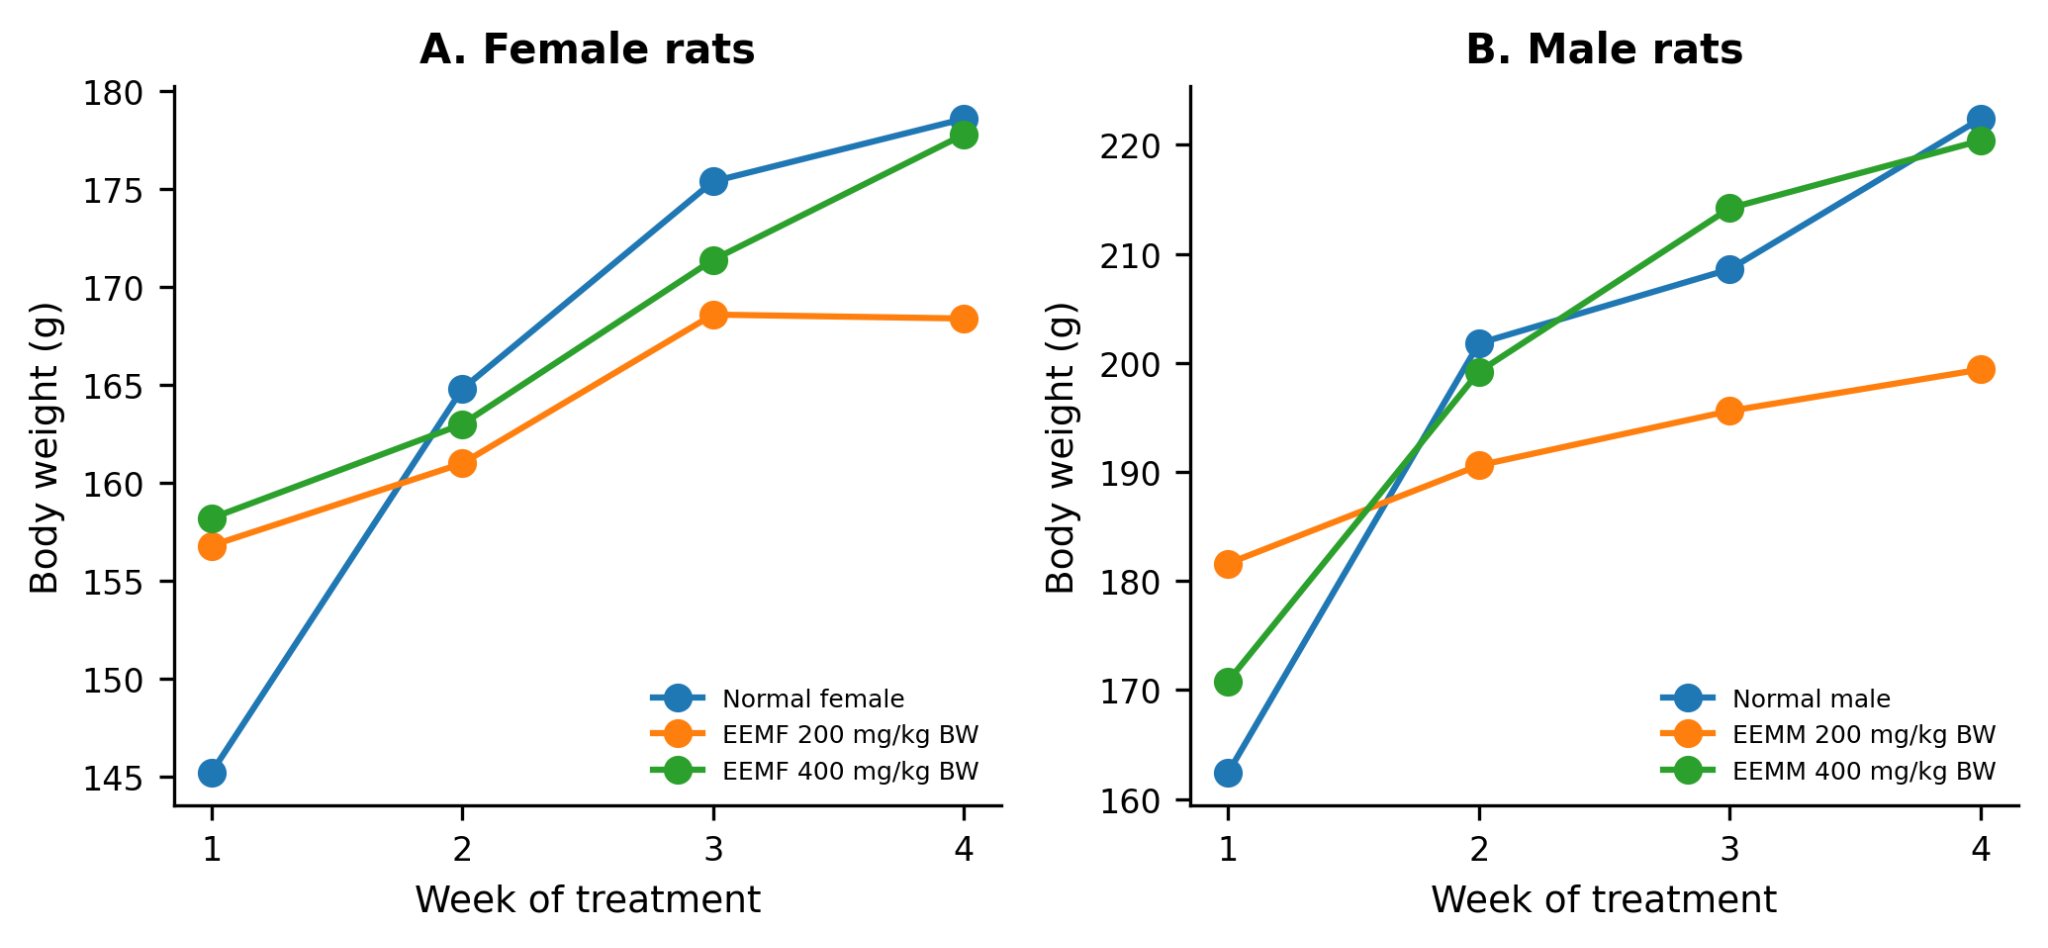 A. Female rats
180
175
170
165
160
155
150
145
Body weight (g)
1 2 3 4
Week of treatment
Normal female
EEMF 200 mg/kg BW
EEMF 400 mg/kg BW
B. Male rats
220
210
200
190
180
170
160
Body weight (g)
1 2 3 4
Week of treatment
Normal male
EEMM 200 mg/kg BW
EEMM 400 mg/kg BW